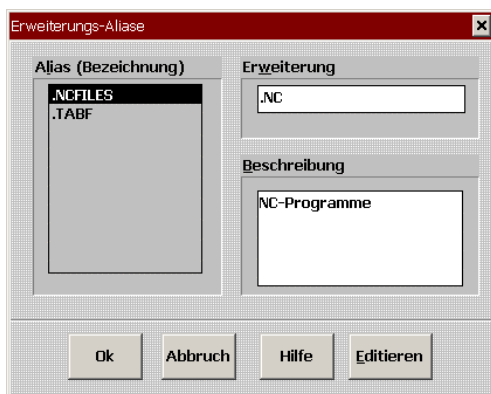 Erweiterungs-Aliase
Alias (Bezeichnung)
.NCFILES
.TABF
Erweiterung
.NC
Beschreibung
NC-Programme
Ok
Abbruch
Hilfe
Editieren